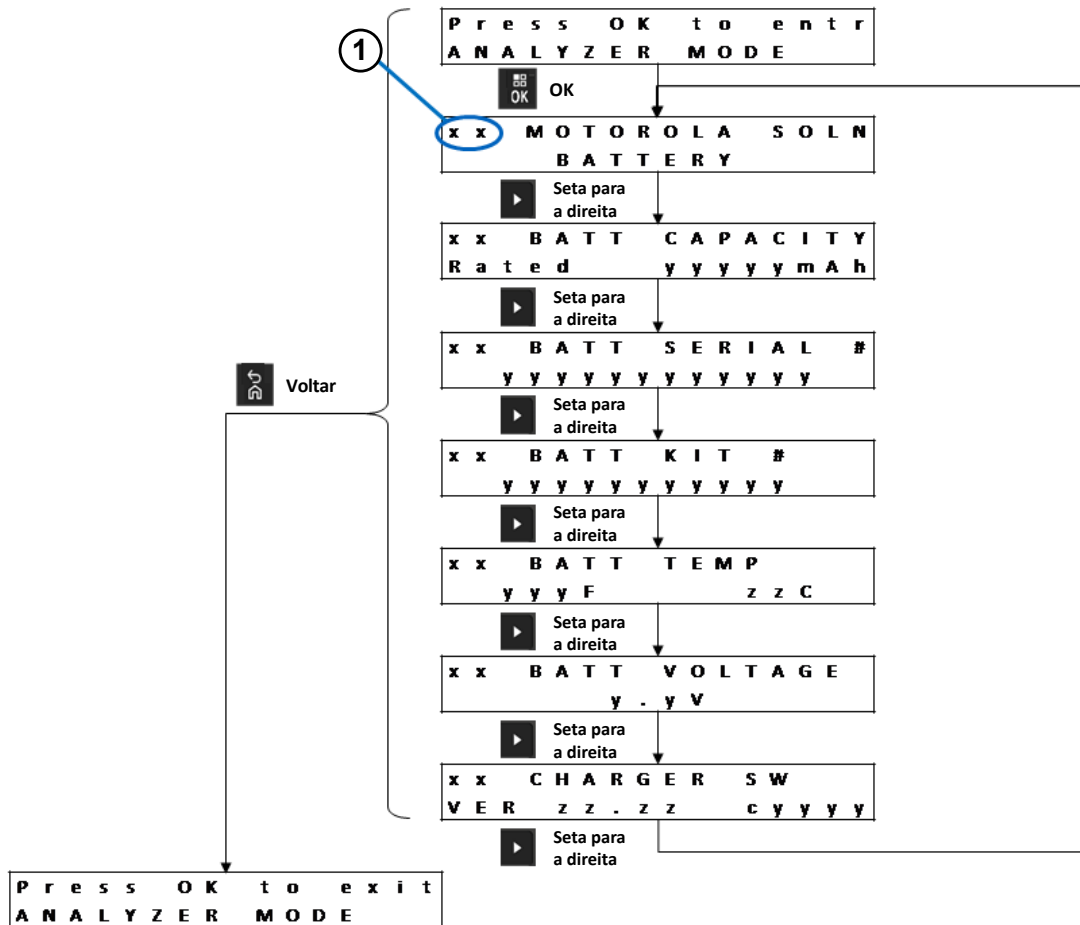 Press OK to entr
ANALYZER MODE
1
OK
OK
xx MOTOROLA SOLN
BATTERY
Seta para
a direita
xx BATT CAPACITY
Rated yyyyymAh
Seta para
a direita
xx BATT SERIAL #
yyyyyyyyyyyy
Seta para
a direita
Voltar
xx BATT KIT #
yyyyyyyyyyy
Seta para
a direita
xx BATT TEMP
yyyF zzC
Seta para
a direita
xx BATT VOLTAGE
y.yV
Seta para
a direita
xx CHARGER SW
VER zz.zz cyyyy
Seta para
a direita
Press OK to exit
ANALYZER MODE